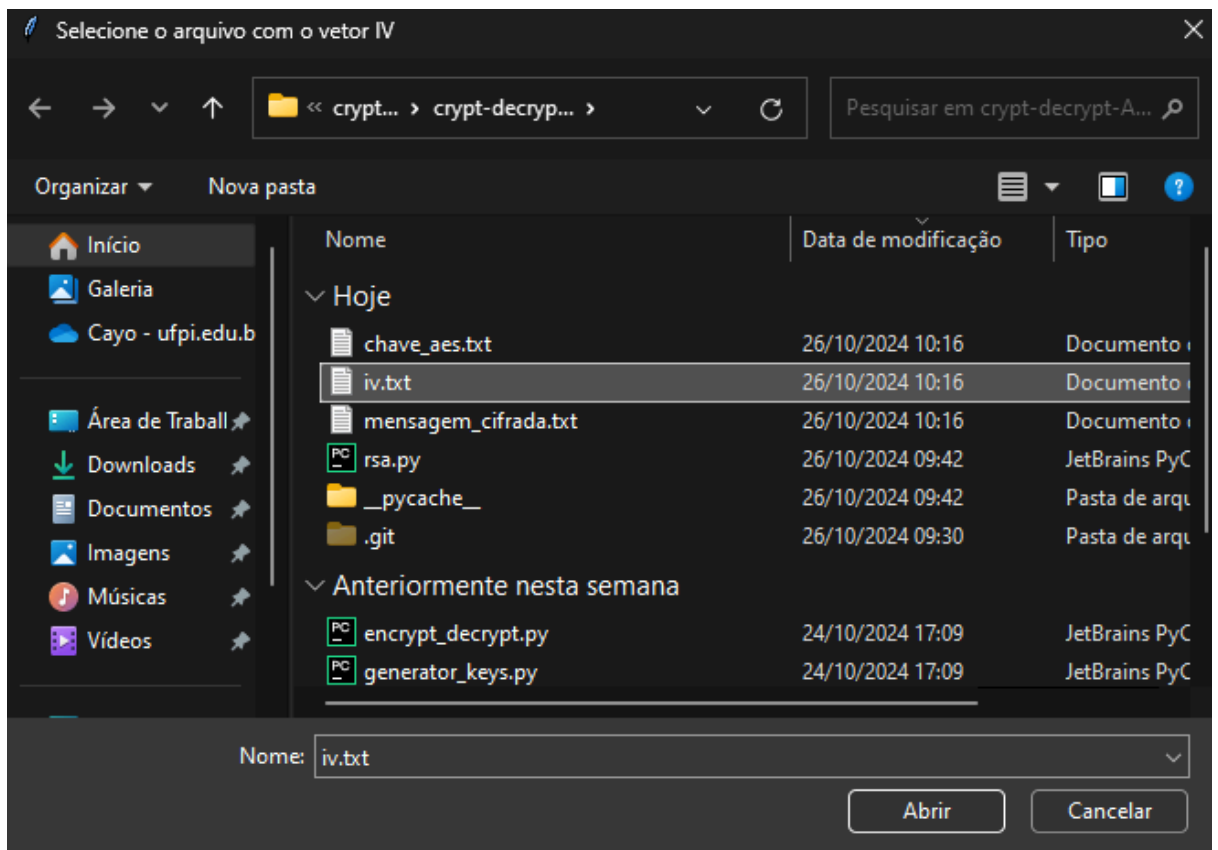 Selecione o arquivo com o vetor IV
« crypt... › crypt-decryp... ›
Pesquisar em crypt-decrypt-A...
Organizar
Nova pasta
Início
Galeria
Cayo - ufpi.edu.b
Área de Traball
Downloads
Documentos
Imagens
Músicas
Vídeos
Nome Data de modificação Tipo
Hoje
chave_aes.txt 26/10/2024 10:16 Documento
iv.txt 26/10/2024 10:16 Documento
mensagem_cifrada.txt 26/10/2024 10:16 Documento
PC rsa.py 26/10/2024 09:42 JetBrains PyC
__pycache__ 26/10/2024 09:42 Pasta de arqu
.git 26/10/2024 09:30 Pasta de arqu
Anteriormente nesta semana
PC encrypt_decrypt.py 24/10/2024 17:09 JetBrains PyC
PC generator_keys.py 24/10/2024 17:09 JetBrains PyC
Nome: iv.txt
Abrir
Cancelar